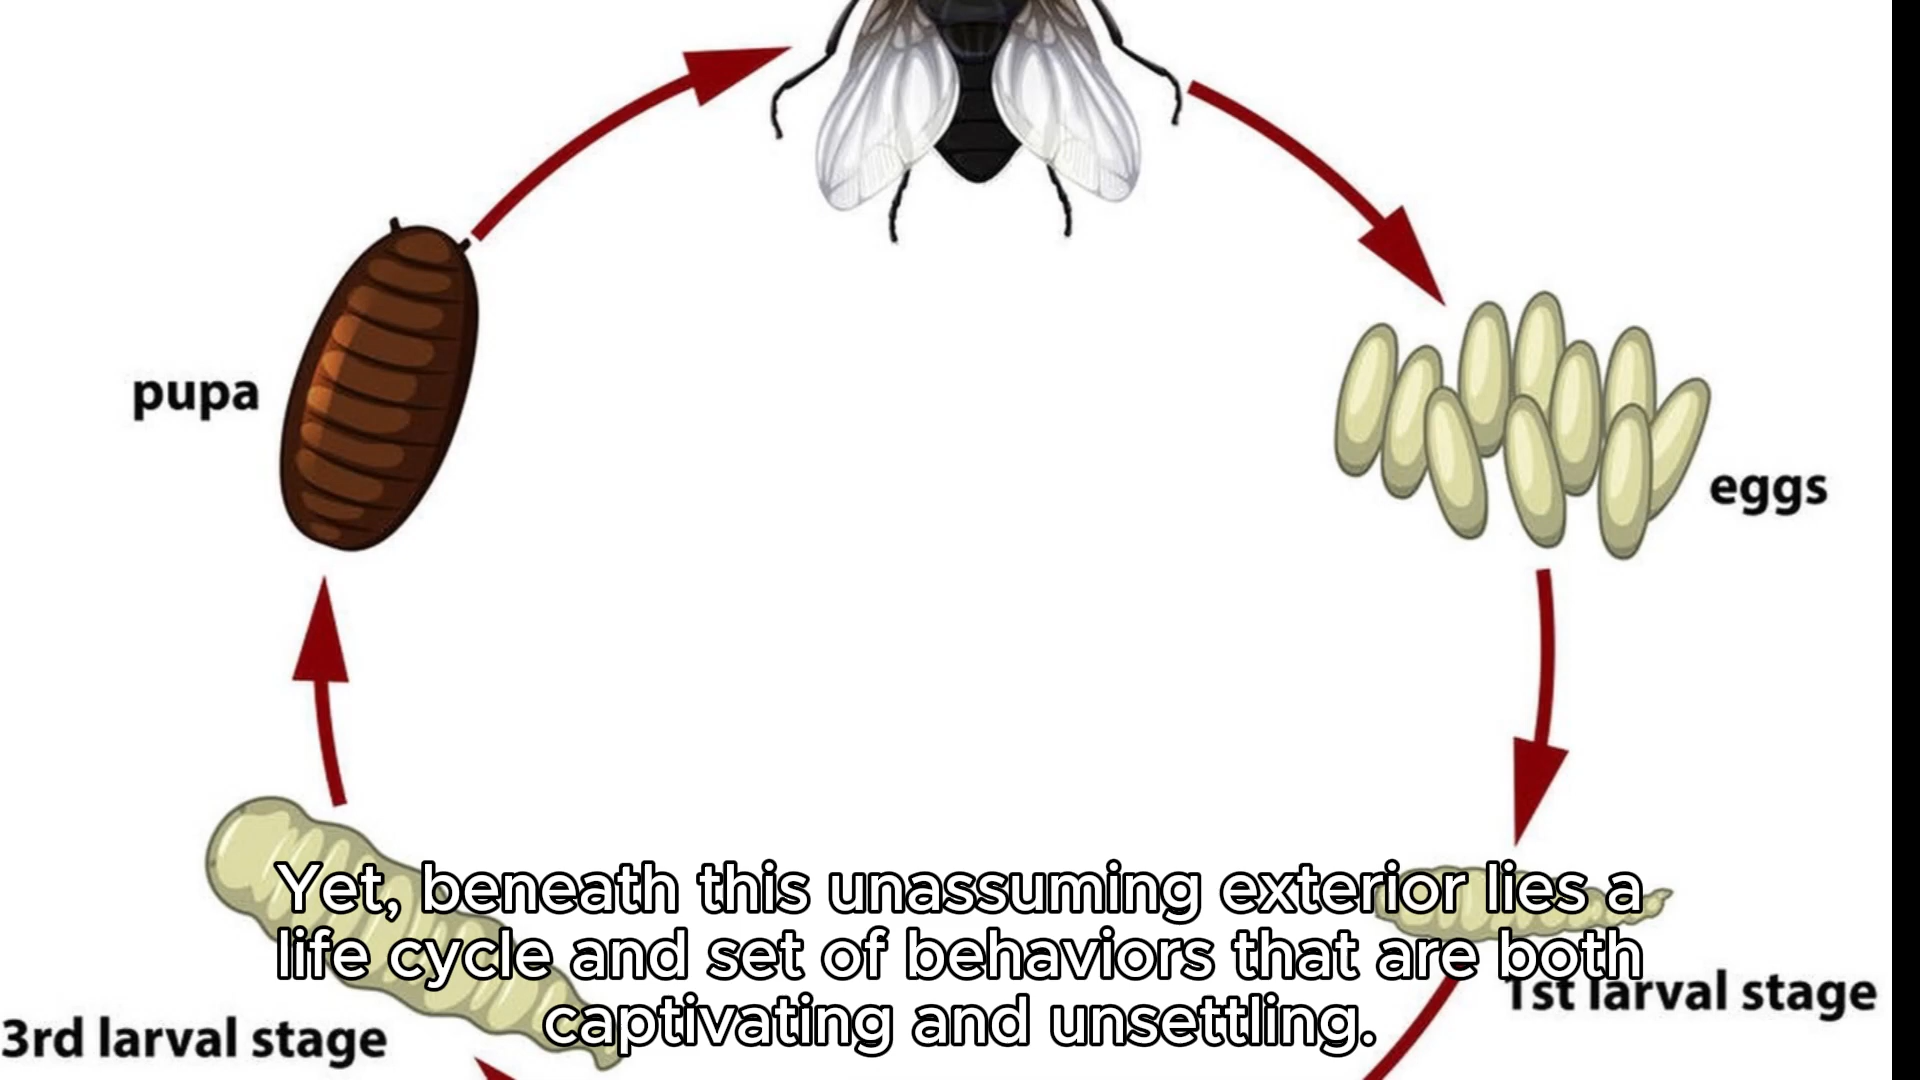 pupa
eggs
Yet, beneath this unassuming exterior lies a
life cycle and set of behaviors that are both
captivating and unsettling.
1st larval stage
3rd larval stage